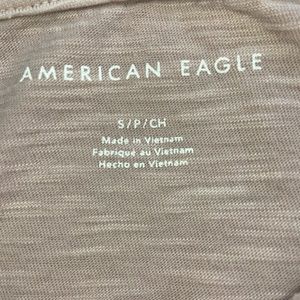 AMERICAN EAGLE
S/P/CH
Made in Vietnam
Fabriqué au Vietnam
Hecho en Vietnam